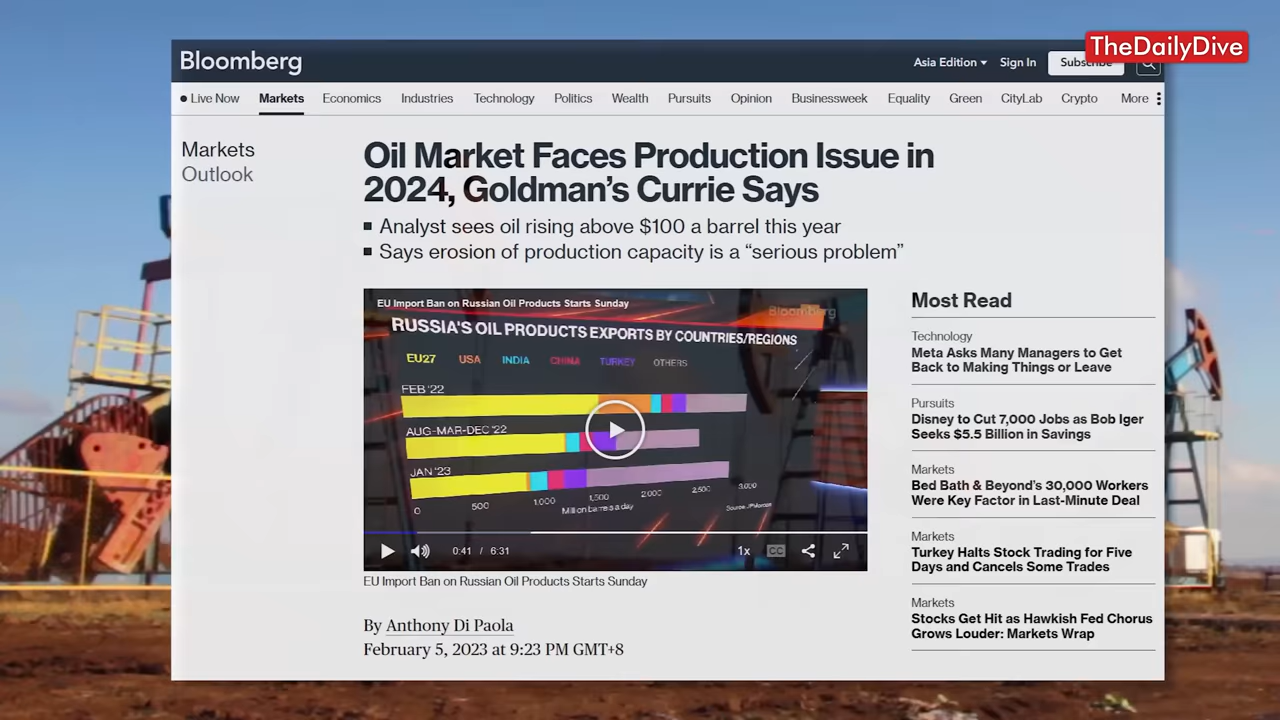 TheDailyDive
Bloomberg
Asia Edition
Sign In
Subscribe
Live Now
Markets
Economics
Industries
Technology
Politics
Wealth
Pursuits
Opinion
Businessweek
Equality
Green
CityLab
Crypto
More
Markets
Outlook
Oil Market Faces Production Issue in
2024, Goldman's Currie Says
Analyst sees oil rising above $100 a barrel this year
Says erosion of production capacity is a “serious problem”
EU Import Ban on Russian Oil Products Starts Sunday
Bloomberg
RUSSIA'S OIL PRODUCTS EXPORTS BY COUNTRIES/REGIONS
EU27 USA INDIA CHINA TURKEY OTHERS
FEB '22
AUG-MAR-DEC '22
JAN '23
0 500 1,000 1,500 2,000 2,500 3,000
Million barrels a day
Source: JPMorgan
0:41 / 6:31
1x
CC
EU Import Ban on Russian Oil Products Starts Sunday
By Anthony Di Paola
February 5, 2023 at 9:23 PM GMT+8
Most Read
Technology
Meta Asks Many Managers to Get
Back to Making Things or Leave
Pursuits
Disney to Cut 7,000 Jobs as Bob Iger
Seeks $5.5 Billion in Savings
Markets
Bed Bath & Beyond's 30,000 Workers
Were Key Factor in Last-Minute Deal
Markets
Turkey Halts Stock Trading for Five
Days and Cancels Some Trades
Markets
Stocks Get Hit as Hawkish Fed Chorus
Grows Louder: Markets Wrap